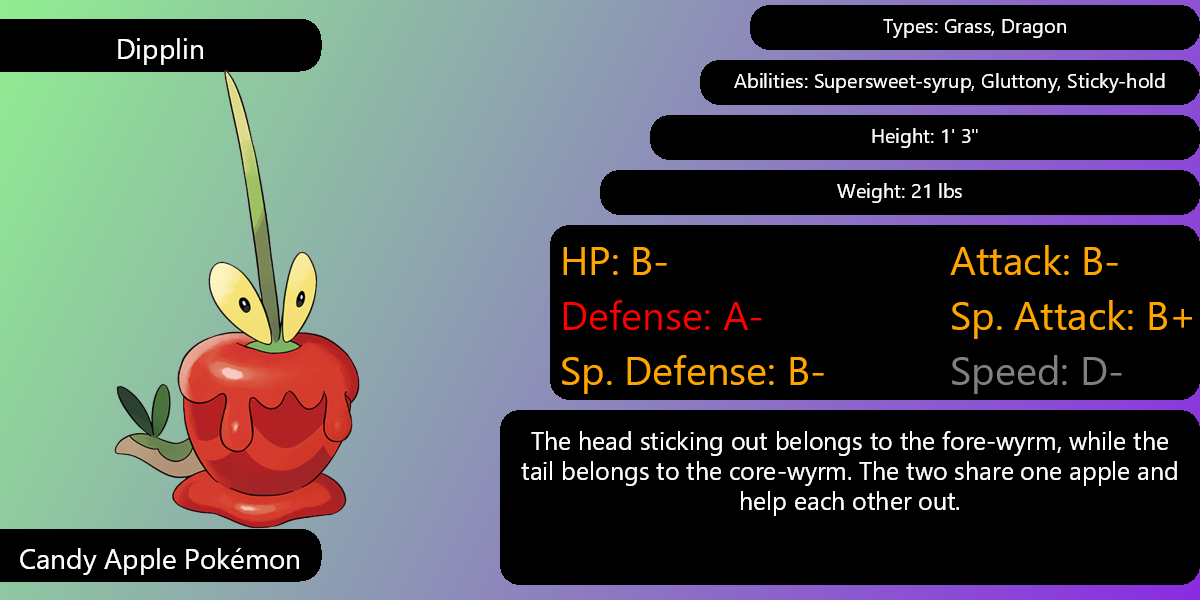 Dipplin
Types: Grass, Dragon
Abilities: Supersweet-syrup, Gluttony, Sticky-hold
Height: 1' 3"
Weight: 21 lbs
HP: B-
Attack: B-
Defense: A-
Sp. Attack: B+
Sp. Defense: B-
Speed: D-
The head sticking out belongs to the fore-wyrm, while the
tail belongs to the core-wyrm. The two share one apple and
help each other out.
Candy Apple Pokémon